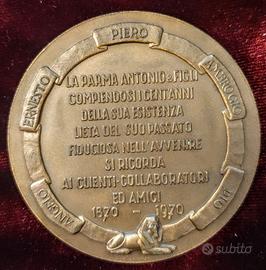 PIERO
ERNESTO
AMBROGIO
ANGELO
PIO
LA PARMA ANTONIO & FIGLI
COMPIENDOSI I CENT'ANNI
DELLA SUA ESISTENZA
LIETA DEL SUO PASSATO
FIDUCIOSA NELL'AVVENIRE
SI RICORDA
AI CLIENTI-COLLABORATORI
ED AMICI
1870 - 1970
subito